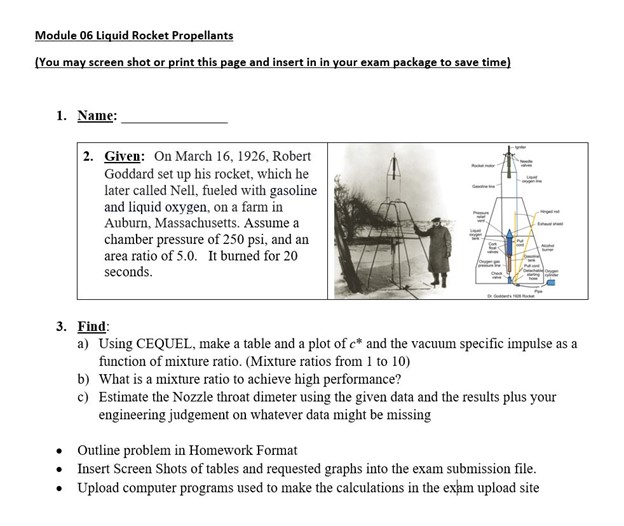 Module 06 Liquid Rocket Propellants
(You may screen shot or print this page and insert in in your exam package to save time)
1. Name: _______________
2. Given: On March 16, 1926, Robert
Goddard set up his rocket, which he
later called Nell, fueled with gasoline
and liquid oxygen, on a farm in
Auburn, Massachusetts. Assume a
chamber pressure of 250 psi, and an
area ratio of 5.0. It burned for 20
seconds.
Igniter
Rocket motor
Needle
valves
Gasoline line
Liquid
oxygen line
Pressure
relief
vent
Hinged rod
Exhaust shield
Liquid
oxygen
tank
Cork
float
valves
Pull
Alcohol
burner
Gasoline
tank
Oxygen gas
pressure line
Pull cord
Detachable
starting
hose
Oxygen
cylinder
Check
valve
Pipe
Dr. Goddard's 1926 Rocket
3. Find:
a) Using CEQUEL, make a table and a plot of c* and the vacuum specific impulse as a
function of mixture ratio. (Mixture ratios from 1 to 10)
b) What is a mixture ratio to achieve high performance?
c) Estimate the Nozzle throat dimeter using the given data and the results plus your
engineering judgement on whatever data might be missing
• Outline problem in Homework Format
• Insert Screen Shots of tables and requested graphs into the exam submission file.
• Upload computer programs used to make the calculations in the exam upload site